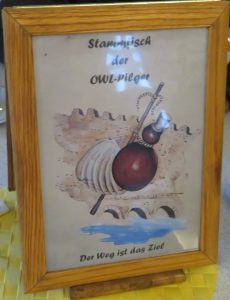 Stammtisch
der
OWL-Pilger
Der Weg ist das Ziel